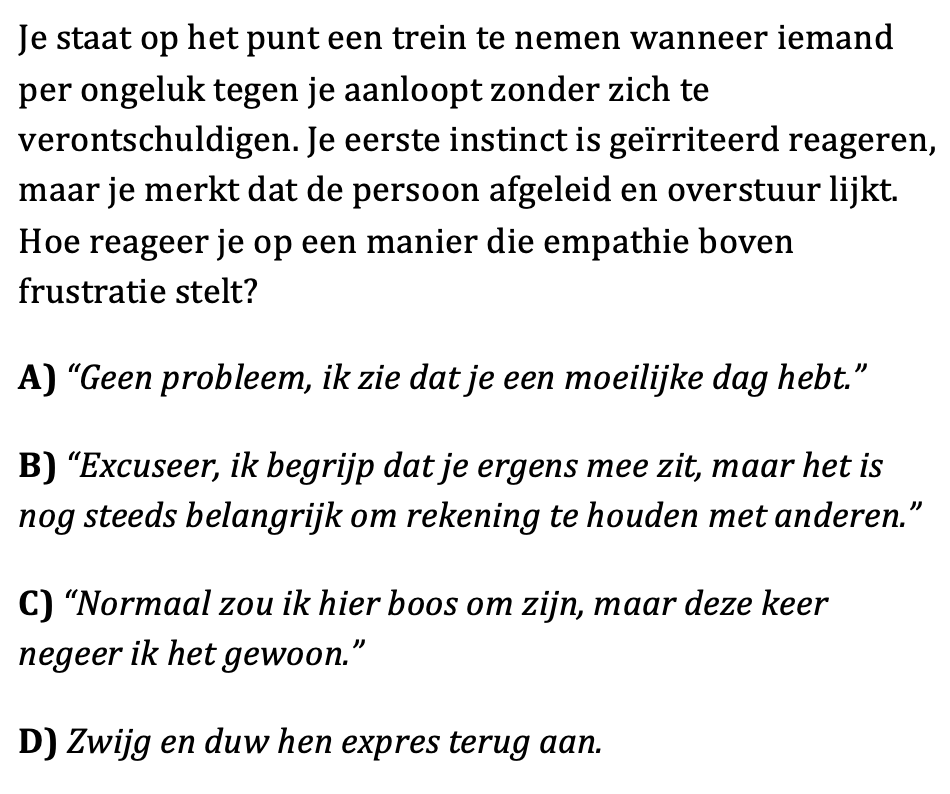 Je staat op het punt een trein te nemen wanneer iemand
per ongeluk tegen je aanloopt zonder zich te
verontschuldigen. Je eerste instinct is geïrriteerd reageren,
maar je merkt dat de persoon afgeleid en overstuur lijkt.
Hoe reageer je op een manier die empathie boven
frustratie stelt?
A) “Geen probleem, ik zie dat je een moeilijke dag hebt.”
B) “Excuseer, ik begrijp dat je ergens mee zit, maar het is
nog steeds belangrijk om rekening te houden met anderen.”
C) “Normaal zou ik hier boos om zijn, maar deze keer
negeer ik het gewoon.”
D) Zwijg en duw hen expres terug aan.